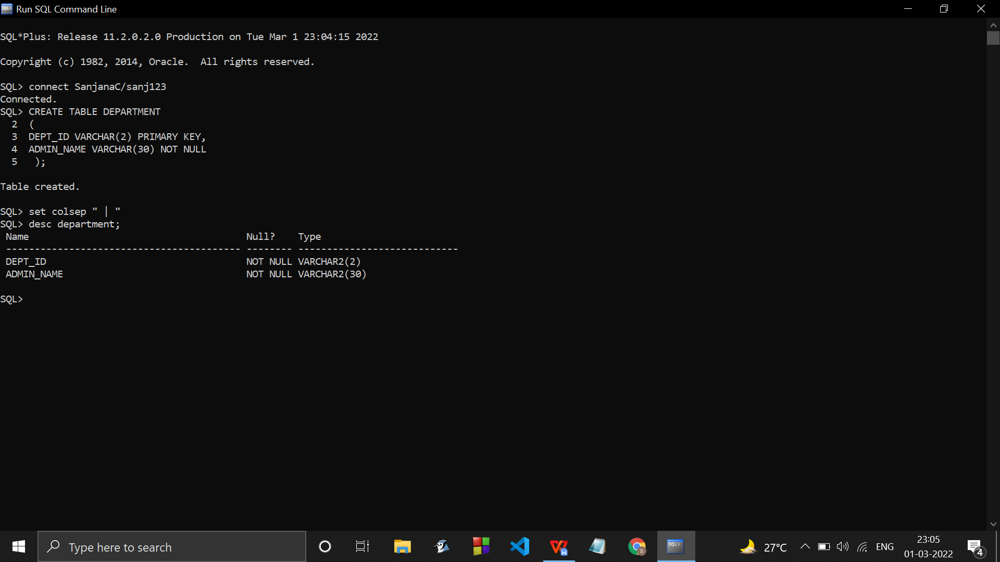 Run SQL Command Line
SQL*Plus: Release 11.2.0.2.0 Production on Tue Mar 1 23:04:15 2022
Copyright (c) 1982, 2014, Oracle.  All rights reserved.
SQL> connect SanjanaC/sanj123
Connected.
SQL> CREATE TABLE DEPARTMENT
  2  (
  3  DEPT_ID VARCHAR(2) PRIMARY KEY,
  4  ADMIN_NAME VARCHAR(30) NOT NULL
  5   );
Table created.
SQL> set colsep " | "
SQL> desc department;
 Name                                      Null?    Type
 ----------------------------------------- -------- ----------------------------
 DEPT_ID                                   NOT NULL VARCHAR2(2)
 ADMIN_NAME                                NOT NULL VARCHAR2(30)
SQL>
Type here to search
27°C
ENG
23:05
01-03-2022
4